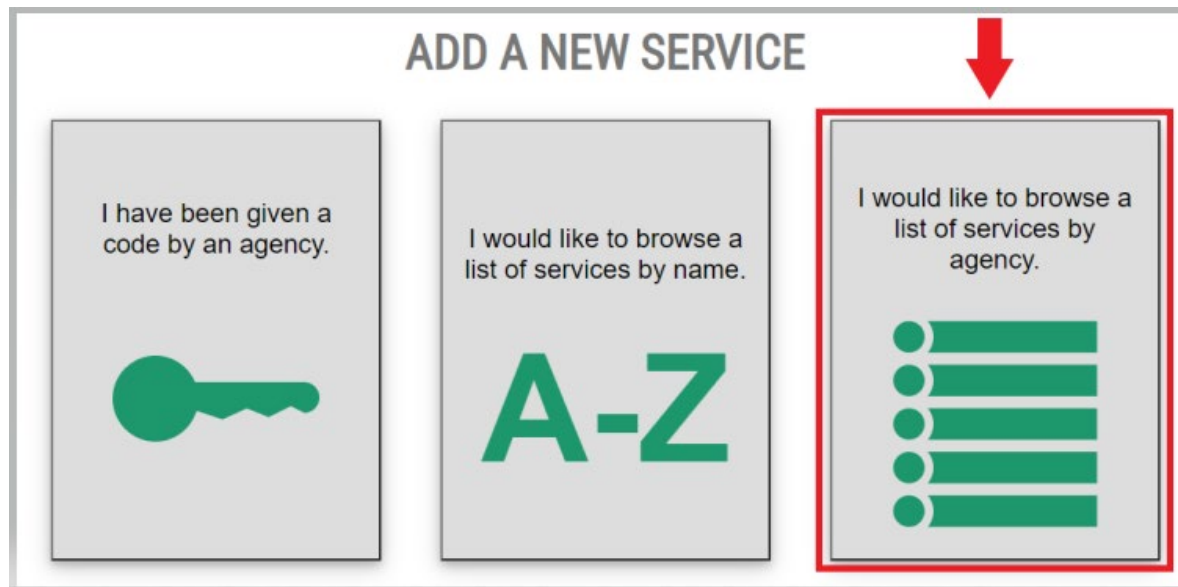 ADD A NEW SERVICE
I have been given a
code by an agency.
I would like to browse a
list of services by name.
A-Z
I would like to browse a
list of services by
agency.